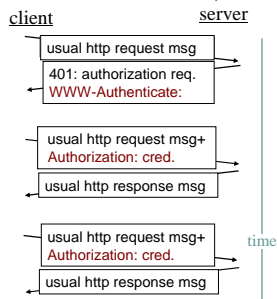 client
server
usual http request msg
401: authorization req.
WWW-Authenticate:
usual http request msg+
Authorization: cred.
usual http response msg
usual http request msg+
Authorization: cred.
time
usual http response msg